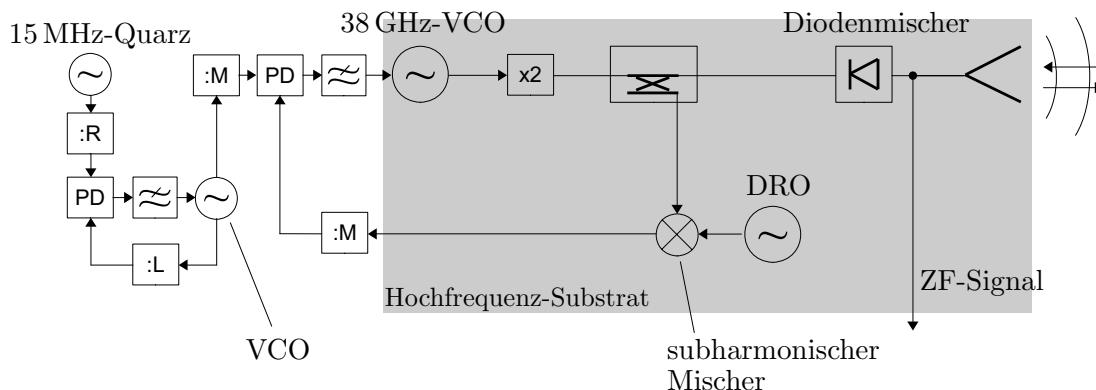 15 MHz-Quarz
38 GHz-VCO
Diodenmischer
:M
PD
x2
:R
PD
DRO
:M
:L
Hochfrequenz-Substrat
ZF-Signal
VCO
subharmonischer
Mischer